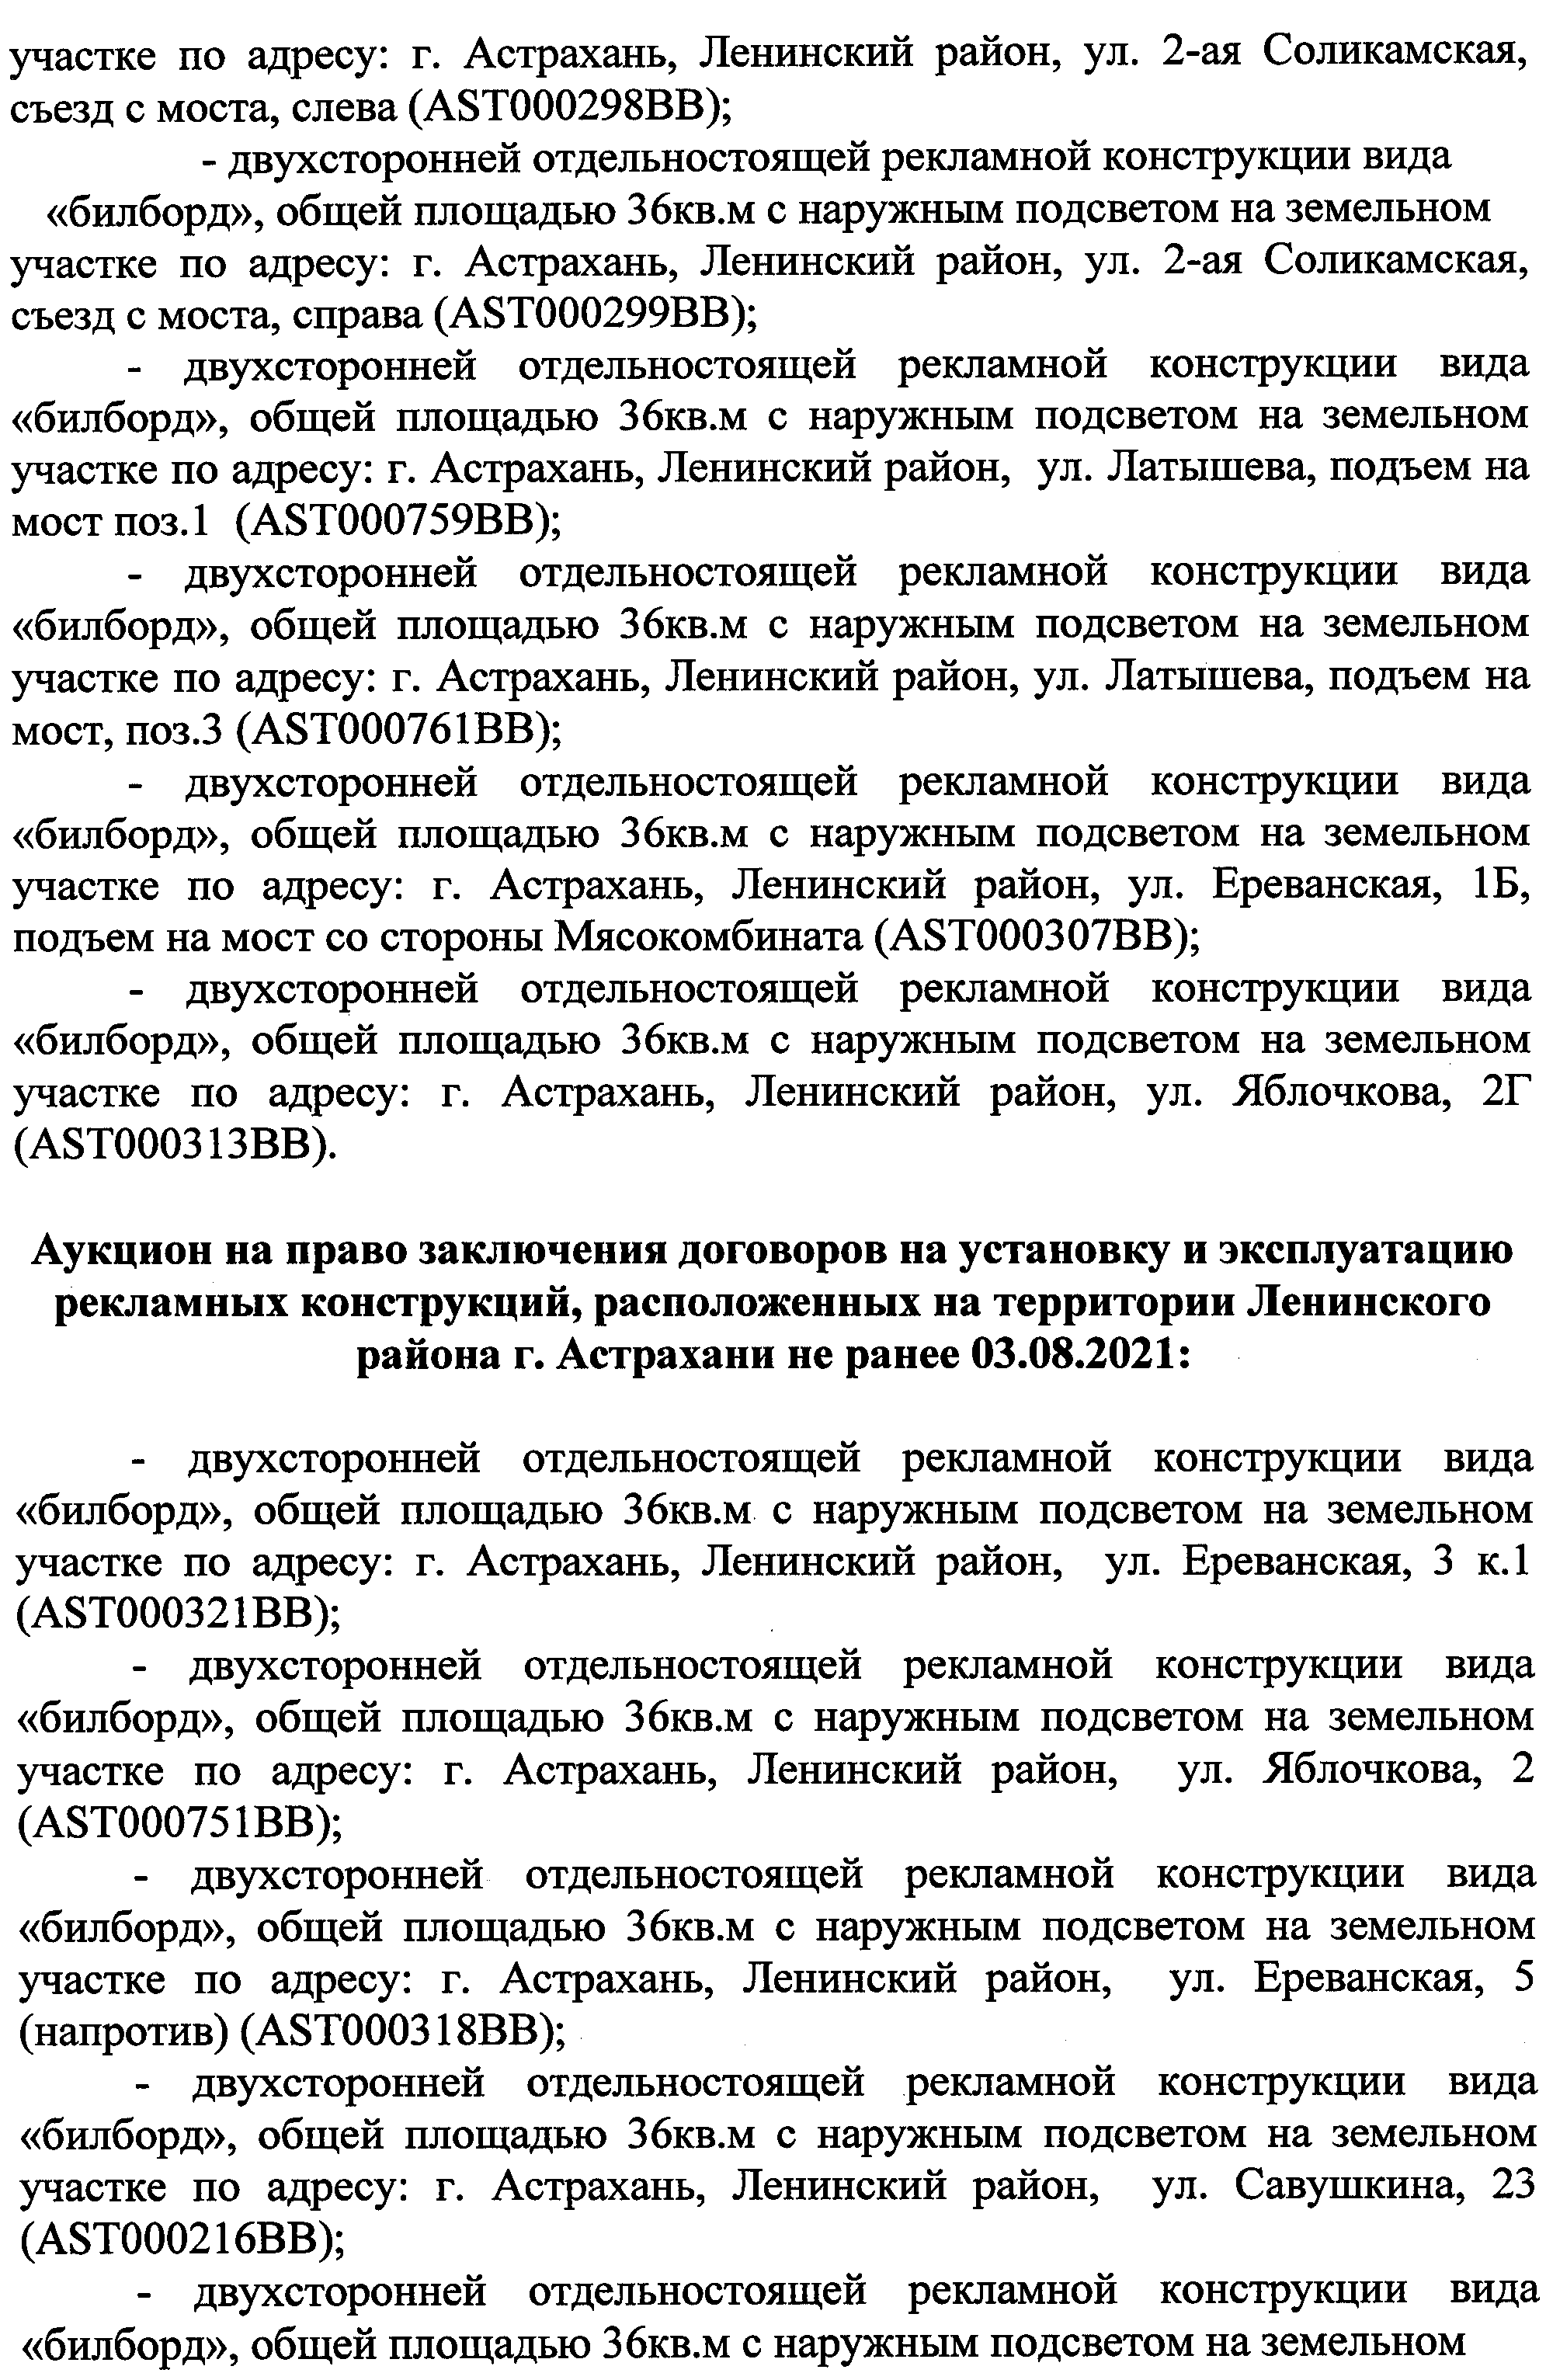 участке по адресу: г. Астрахань, Ленинский район, ул. 2-ая Соликамская,
съезд с моста, слева (AST000298BB);
- двухсторонней отдельностоящей рекламной конструкции вида
«билборд», общей площадью 36кв.м с наружным подсветом на земельном
участке по адресу: г. Астрахань, Ленинский район, ул. 2-ая Соликамская,
съезд с моста, справа (AST000299BB);
- двухсторонней отдельностоящей рекламной конструкции вида
«билборд», общей площадью 36кв.м с наружным подсветом на земельном
участке по адресу: г. Астрахань, Ленинский район, ул. Латышева, подъем на
мост поз.1 (AST000759BB);
- двухсторонней отдельностоящей рекламной конструкции вида
«билборд», общей площадью 36кв.м с наружным подсветом на земельном
участке по адресу: г. Астрахань, Ленинский район, ул. Латышева, подъем на
мост, поз.3 (AST000761BB);
- двухсторонней отдельностоящей рекламной конструкции вида
«билборд», общей площадью 36кв.м с наружным подсветом на земельном
участке по адресу: г. Астрахань, Ленинский район, ул. Ереванская, 1Б,
подъем на мост со стороны Мясокомбината (AST000307BB);
- двухсторонней отдельностоящей рекламной конструкции вида
«билборд», общей площадью 36кв.м с наружным подсветом на земельном
участке по адресу: г. Астрахань, Ленинский район, ул. Яблочкова, 2Г
(AST000313BB).
Аукцион на право заключения договоров на установку и эксплуатацию
рекламных конструкций, расположенных на территории Ленинского
района г. Астрахани не ранее 03.08.2021:
- двухсторонней отдельностоящей рекламной конструкции вида
«билборд», общей площадью 36кв.м с наружным подсветом на земельном
участке по адресу: г. Астрахань, Ленинский район, ул. Ереванская, 3 к.1
(AST000321BB);
- двухсторонней отдельностоящей рекламной конструкции вида
«билборд», общей площадью 36кв.м с наружным подсветом на земельном
участке по адресу: г. Астрахань, Ленинский район, ул. Яблочкова, 2
(AST000751BB);
- двухсторонней отдельностоящей рекламной конструкции вида
«билборд», общей площадью 36кв.м с наружным подсветом на земельном
участке по адресу: г. Астрахань, Ленинский район, ул. Ереванская, 5
(напротив) (AST000318BB);
- двухсторонней отдельностоящей рекламной конструкции вида
«билборд», общей площадью 36кв.м с наружным подсветом на земельном
участке по адресу: г. Астрахань, Ленинский район, ул. Савушкина, 23
(AST000216BB);
- двухсторонней отдельностоящей рекламной конструкции вида
«билборд», общей площадью 36кв.м с наружным подсветом на земельном